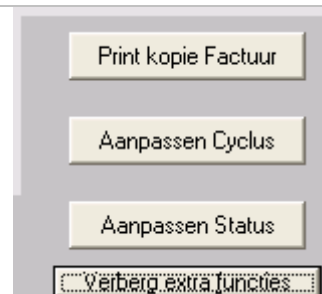 Print kopie Factuur
Aanpassen Cyclus
Aanpassen Status
Verberg extra functies